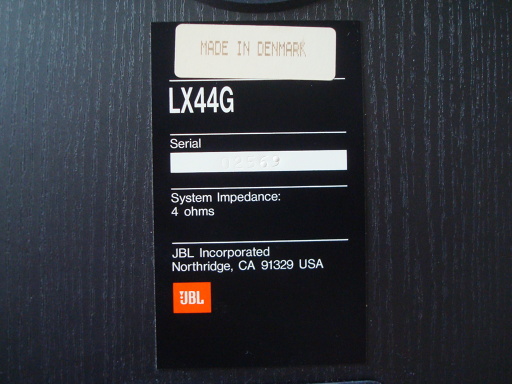 MADE IN DENMARK
LX44G
Serial
System Impedance:
4 ohms
JBL Incorporated
Northridge, CA 91329 USA
JBL